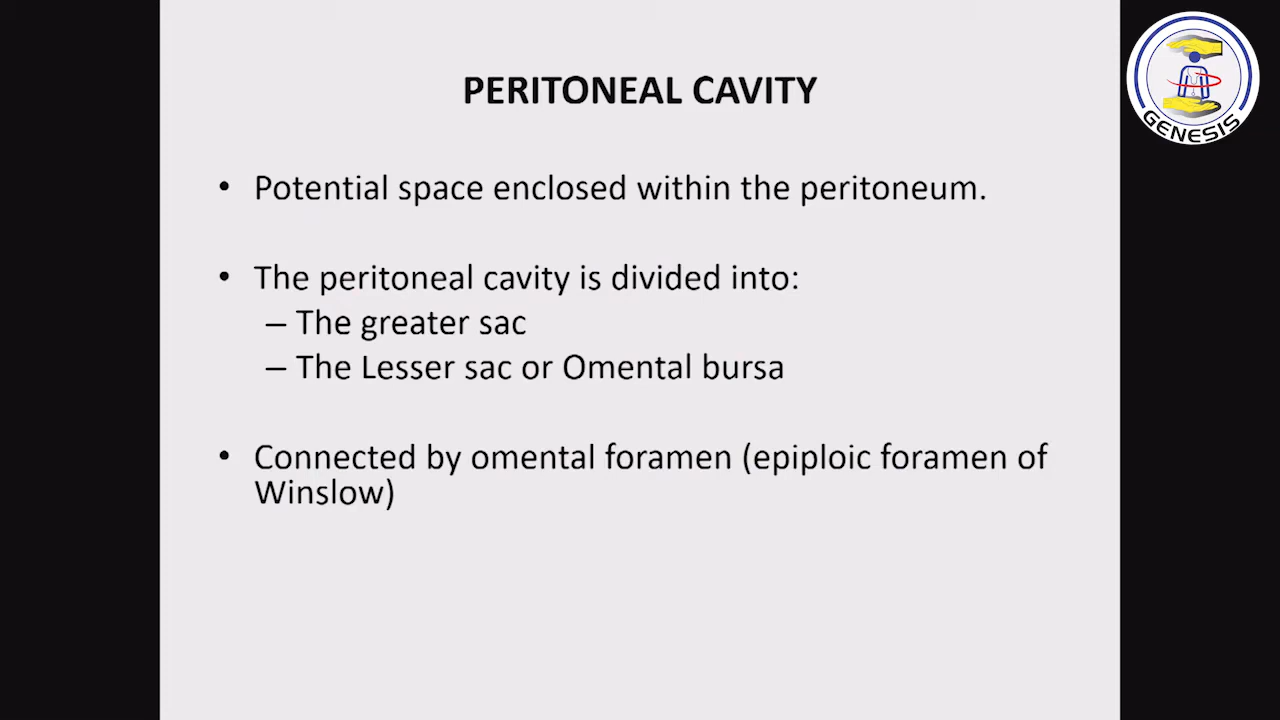 PERITONEAL CAVITY
• Potential space enclosed within the peritoneum.
• The peritoneal cavity is divided into:
– The greater sac
– The Lesser sac or Omental bursa
• Connected by omental foramen (epiploic foramen of
Winslow)
GENESIS